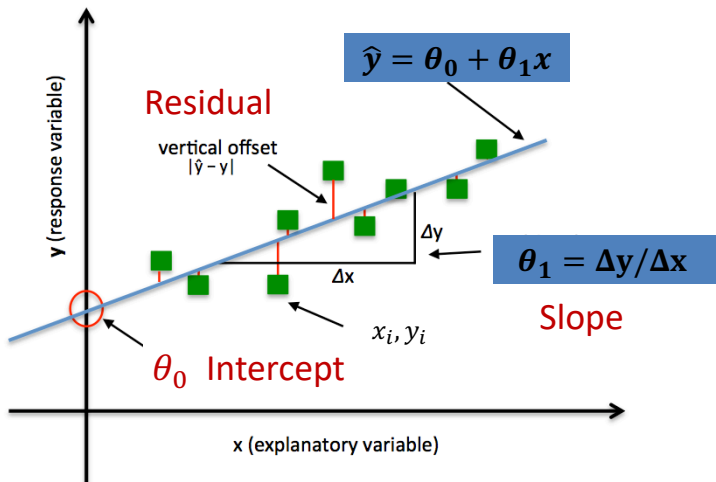 ŷ = θ₀ + θ₁x
Residual
vertical offset
|ŷ − y|
y (response variable)
Δy
Δx
θ₁ = Δy/Δx
Slope
xᵢ, yᵢ
θ₀ Intercept
x (explanatory variable)